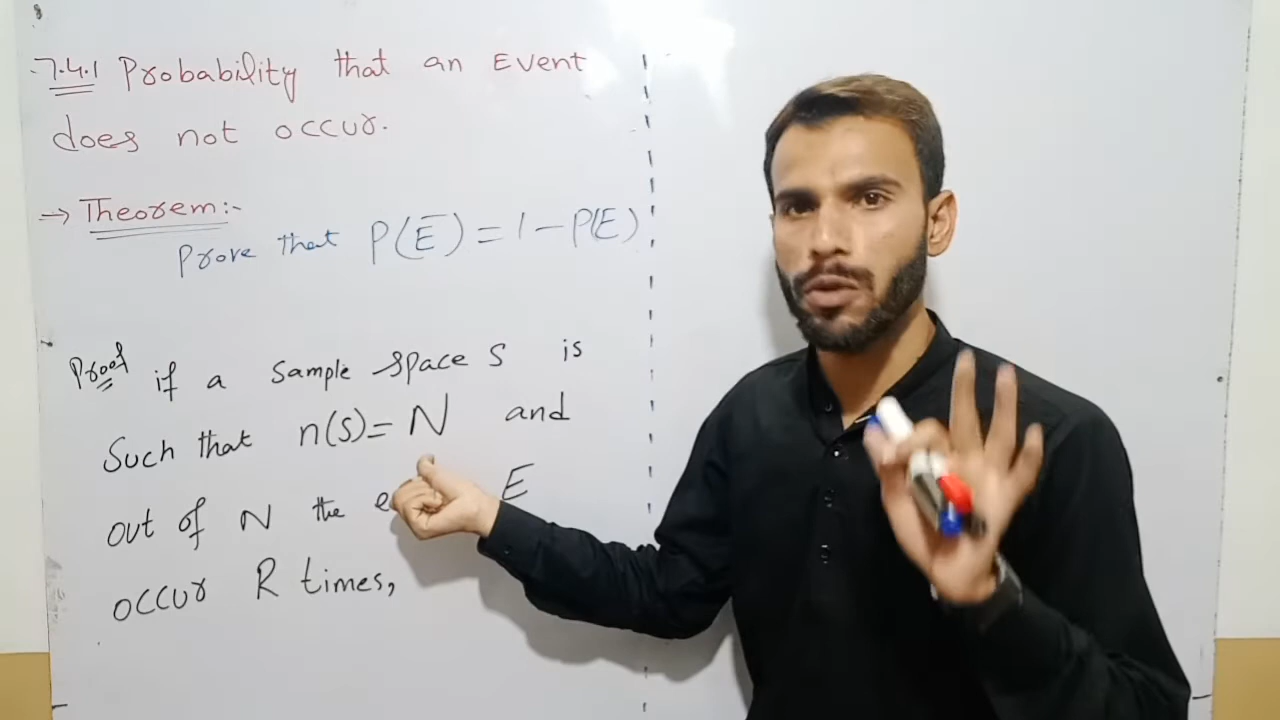 7.4.1 Probability that an Event
does not occur.
→ Theorem:-
Prove that P(Ē) = 1 - P(E)
Proof if a sample space S is
Such that n(S) = N and
out of N the E
occur R times,